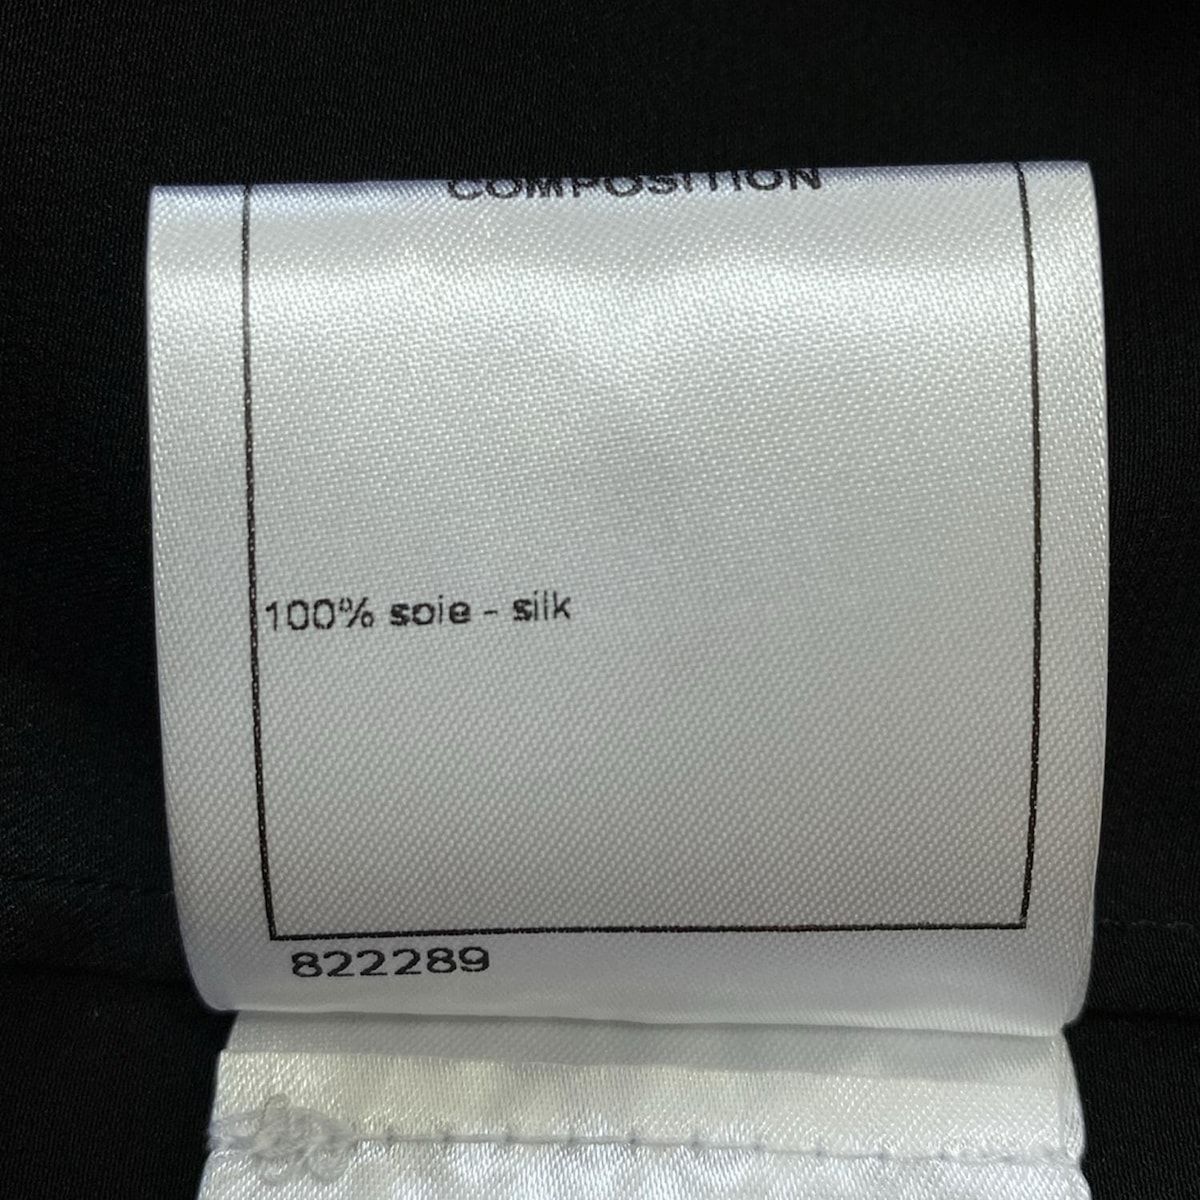 COMPOSITION
100% soie - silk
822289